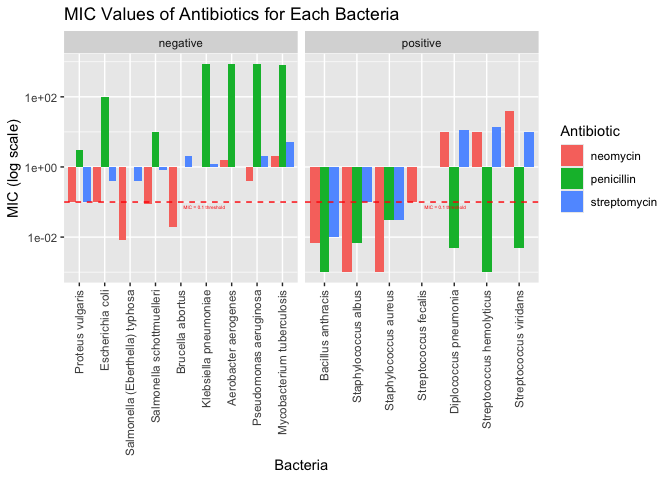 MIC Values of Antibiotics for Each Bacteria
negative
positive
MIC (log scale)
1e+02
1e+00
1e-02
MIC = 0.1 threshold
MIC = 0.1 threshold
Proteus vulgaris
Escherichia coli
Salmonella (Eberthella) typhosa
Salmonella schottmuelleri
Brucella abortus
Klebsiella pneumoniae
Aerobacter aerogenes
Pseudomonas aeruginosa
Mycobacterium tuberculosis
Bacillus anthracis
Staphylococcus albus
Staphylococcus aureus
Streptococcus fecalis
Diplococcus pneumonia
Streptococcus hemolyticus
Streptococcus viridans
Bacteria
Antibiotic
neomycin
penicillin
streptomycin